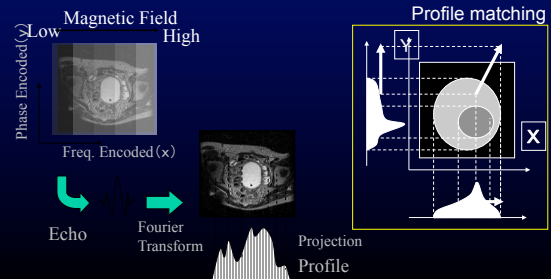 Magnetic Field
Low
High
Phase Encoded(y)
Freq. Encoded(x)
Echo
Fourier
Transform
Projection
Profile
Profile matching
Y
X